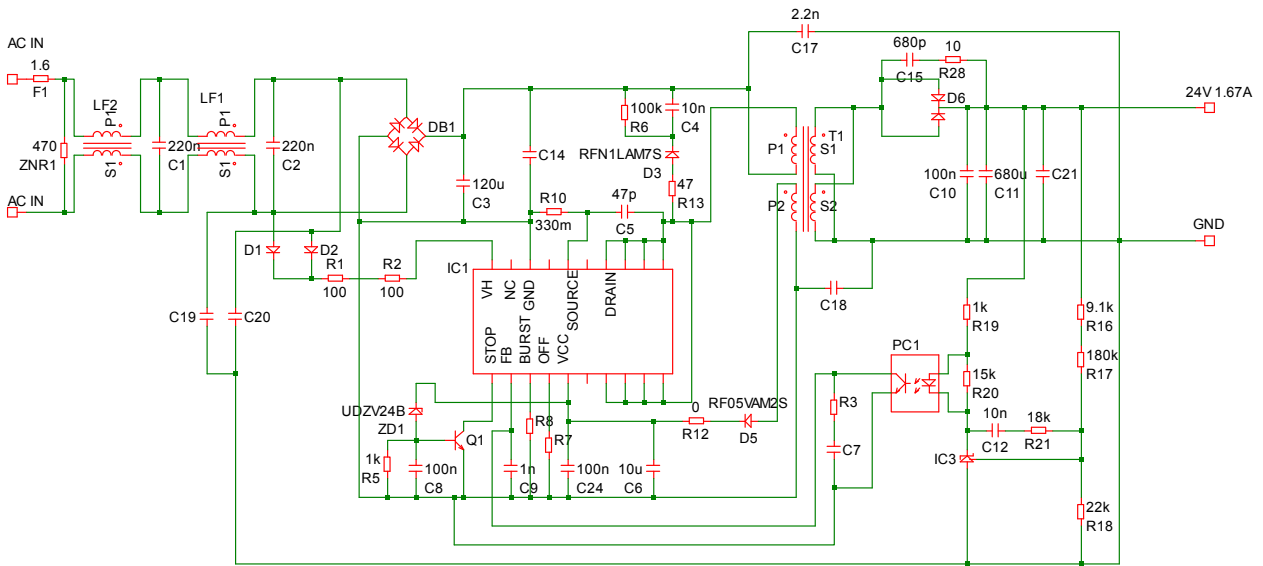 AC IN
1.6
F1
LF2
P1
S1
470
ZNR1
AC IN
220n
C1
LF1
P1
S1
220n
C2
DB1
120u
C3
C14
R10
330m
100k
R6
10n
C4
RFN1LAM7S
D3
47
R13
47p
C5
2.2n
C17
680p
C15
10
R28
D6
24V 1.67A
T1
P1
S1
P2
S2
100n
C10
680u
C11
C21
GND
D1
D2
R1
100
R2
100
C19
C20
IC1
VH
NC
GND
SOURCE
DRAIN
STOP
FB
BURST
OFF
VCC
C18
UDZV24B
ZD1
Q1
1k
R5
100n
C8
1n
C9
R8
R7
100n
C24
10u
C6
0
R12
RF05VAM2S
D5
R3
C7
PC1
1k
R19
15k
R20
10n
C12
18k
R21
IC3
9.1k
R16
180k
R17
22k
R18